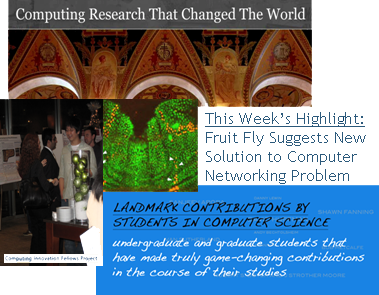 Computing Research That Changed The World
This Week's Highlight:
Fruit Fly Suggests New
Solution to Computer
Networking Problem
LANDMARK CONTRIBUTIONS BY
STUDENTS IN COMPUTER SCIENCE
SHAWN FANNING
undergraduate and graduate students that
have made truly game-changing contributions
in the course of their studies
Computing Innovation Fellows Project